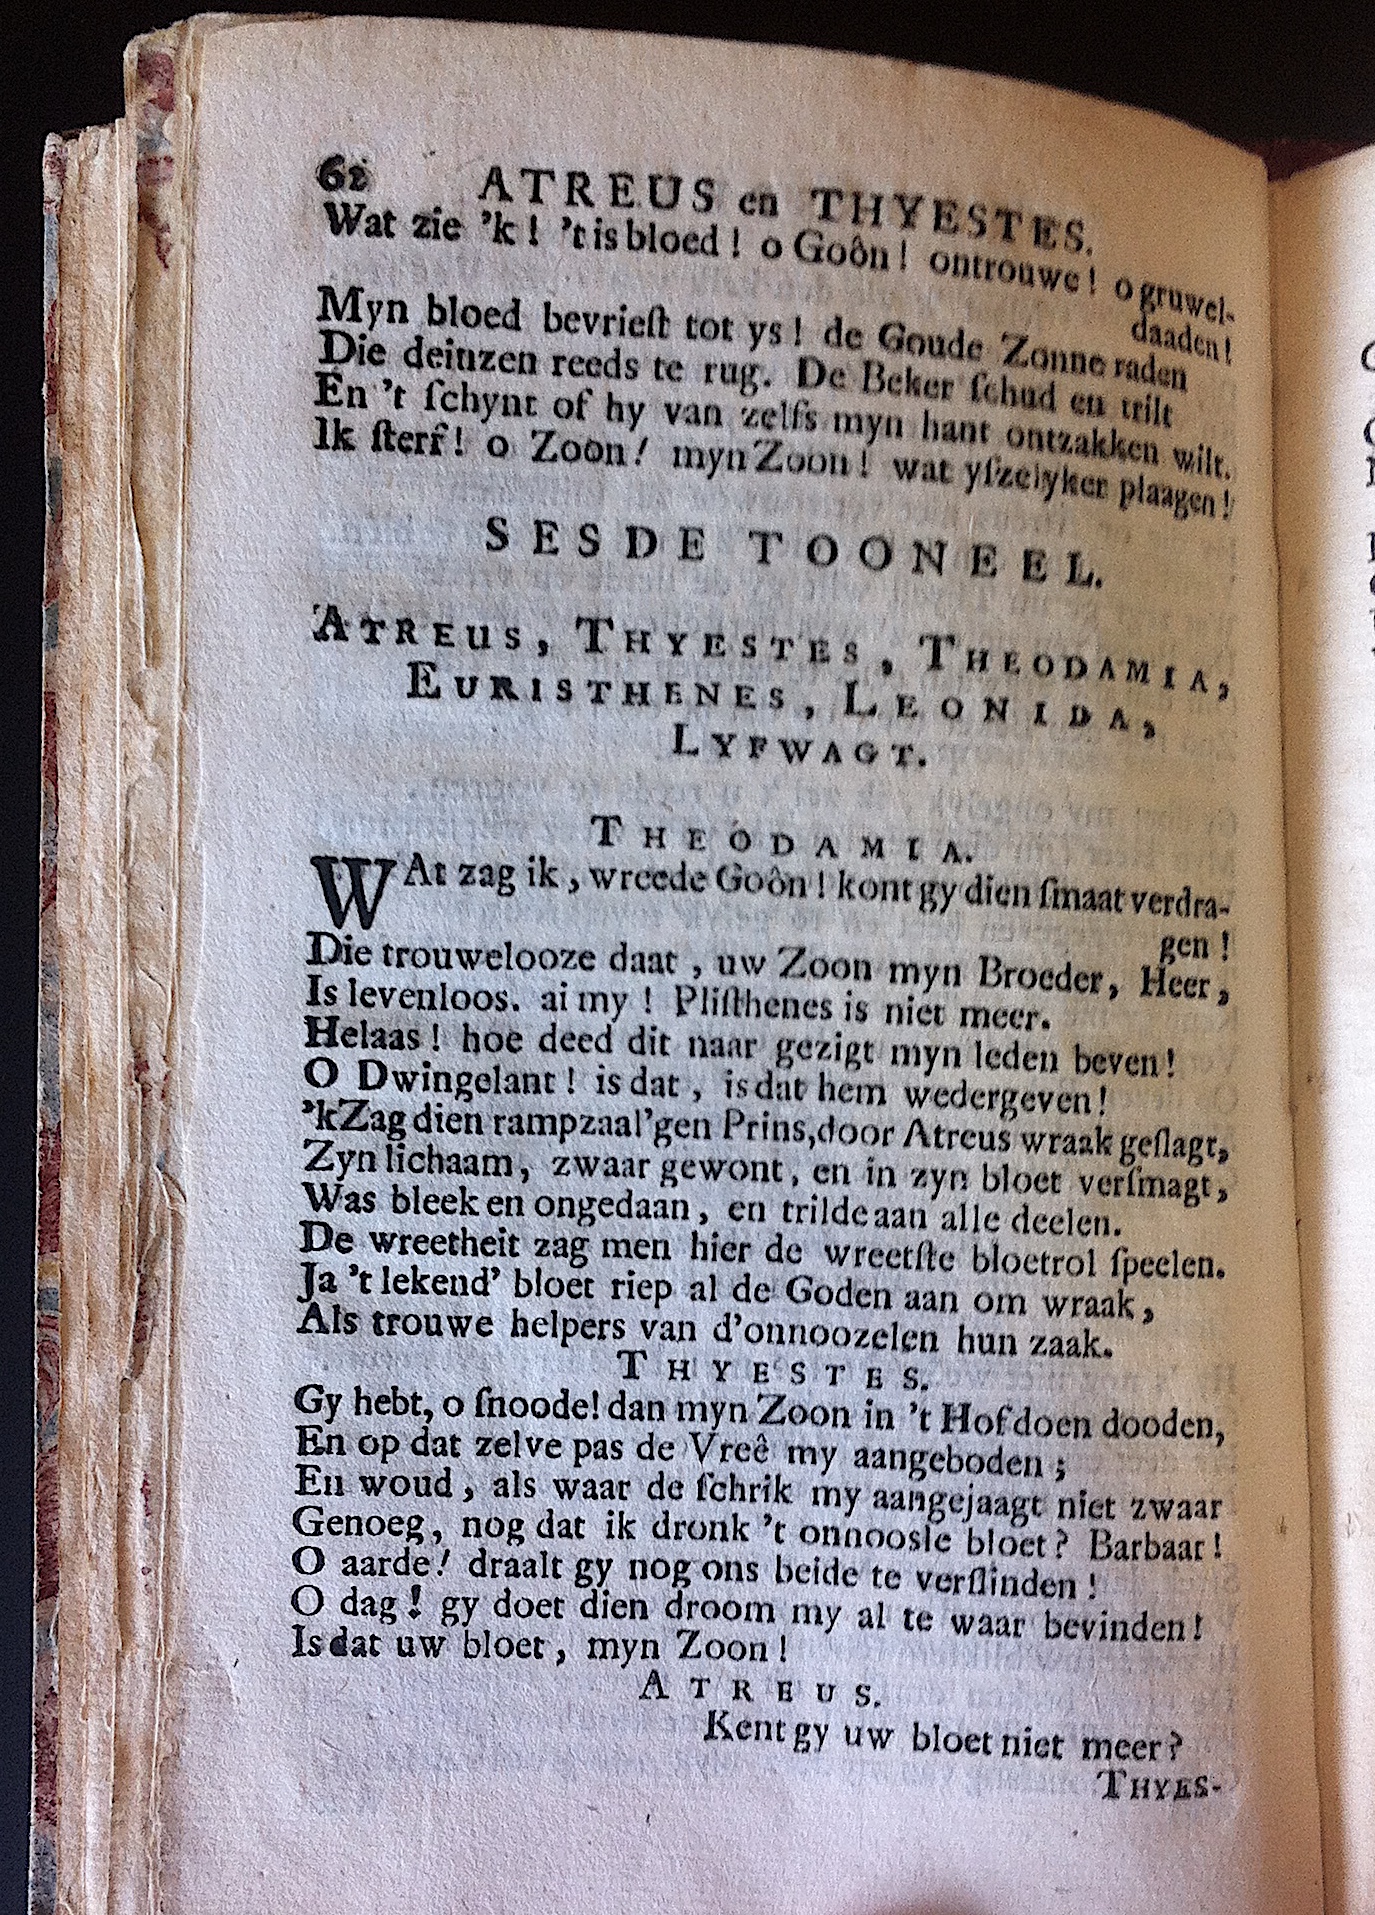 62 ATREUS en THYESTES.
Wat zie 'k! 't is bloed! o Goôn! ontrouwe! o gruwel-
daaden!
Myn bloed bevrieſt tot ys! de Goude Zonne raden
Die deinzen reeds te rug. De Beker ſchud en trilt
En 't ſchynt of hy van zelfs myn hant ontzakken wilt.
Ik ſterf! o Zoon! myn Zoon! wat yſzelyker plaagen!
SESDE TOONEEL.
ATREUS, THYESTES, THEODAMIA,
EURISTHENES, LEONIDA,
LYFWAGT.
THEODAMIA.
WAt zag ik, wreede Goôn! kont gy dien ſmaat verdra-
gen!
Die trouwelooze daat, uw Zoon myn Broeder, Heer,
Is levenloos. ai my! Pliſthenes is niet meer.
Helaas! hoe deed dit naar gezigt myn leden beven!
O Dwingelant! is dat, is dat hem wedergeven!
'k Zag dien rampzaal'gen Prins, door Atreus wraak geſlagt,
Zyn lichaam, zwaar gewont, en in zyn bloet verſmagt,
Was bleek en ongedaan, en trilde aan alle deelen.
De wreetheit zag men hier de wreetſte bloetrol ſpeelen.
Ja 't lekend' bloet riep al de Goden aan om wraak,
Als trouwe helpers van d'onnoozelen hun zaak.
THYESTES.
Gy hebt, o ſnoode! dan myn Zoon in 't Hof doen dooden,
En op dat zelve pas de Vreê my aangeboden;
En woud, als waar de ſchrik my aangejaagt niet zwaar
Genoeg, nog dat ik dronk 't onnoosle bloet? Barbaar!
O aarde! draalt gy nog ons beide te verſlinden!
O dag! gy doet dien droom my al te waar bevinden!
Is dat uw bloet, myn Zoon!
ATREUS.
Kent gy uw bloet niet meer?
THYES-